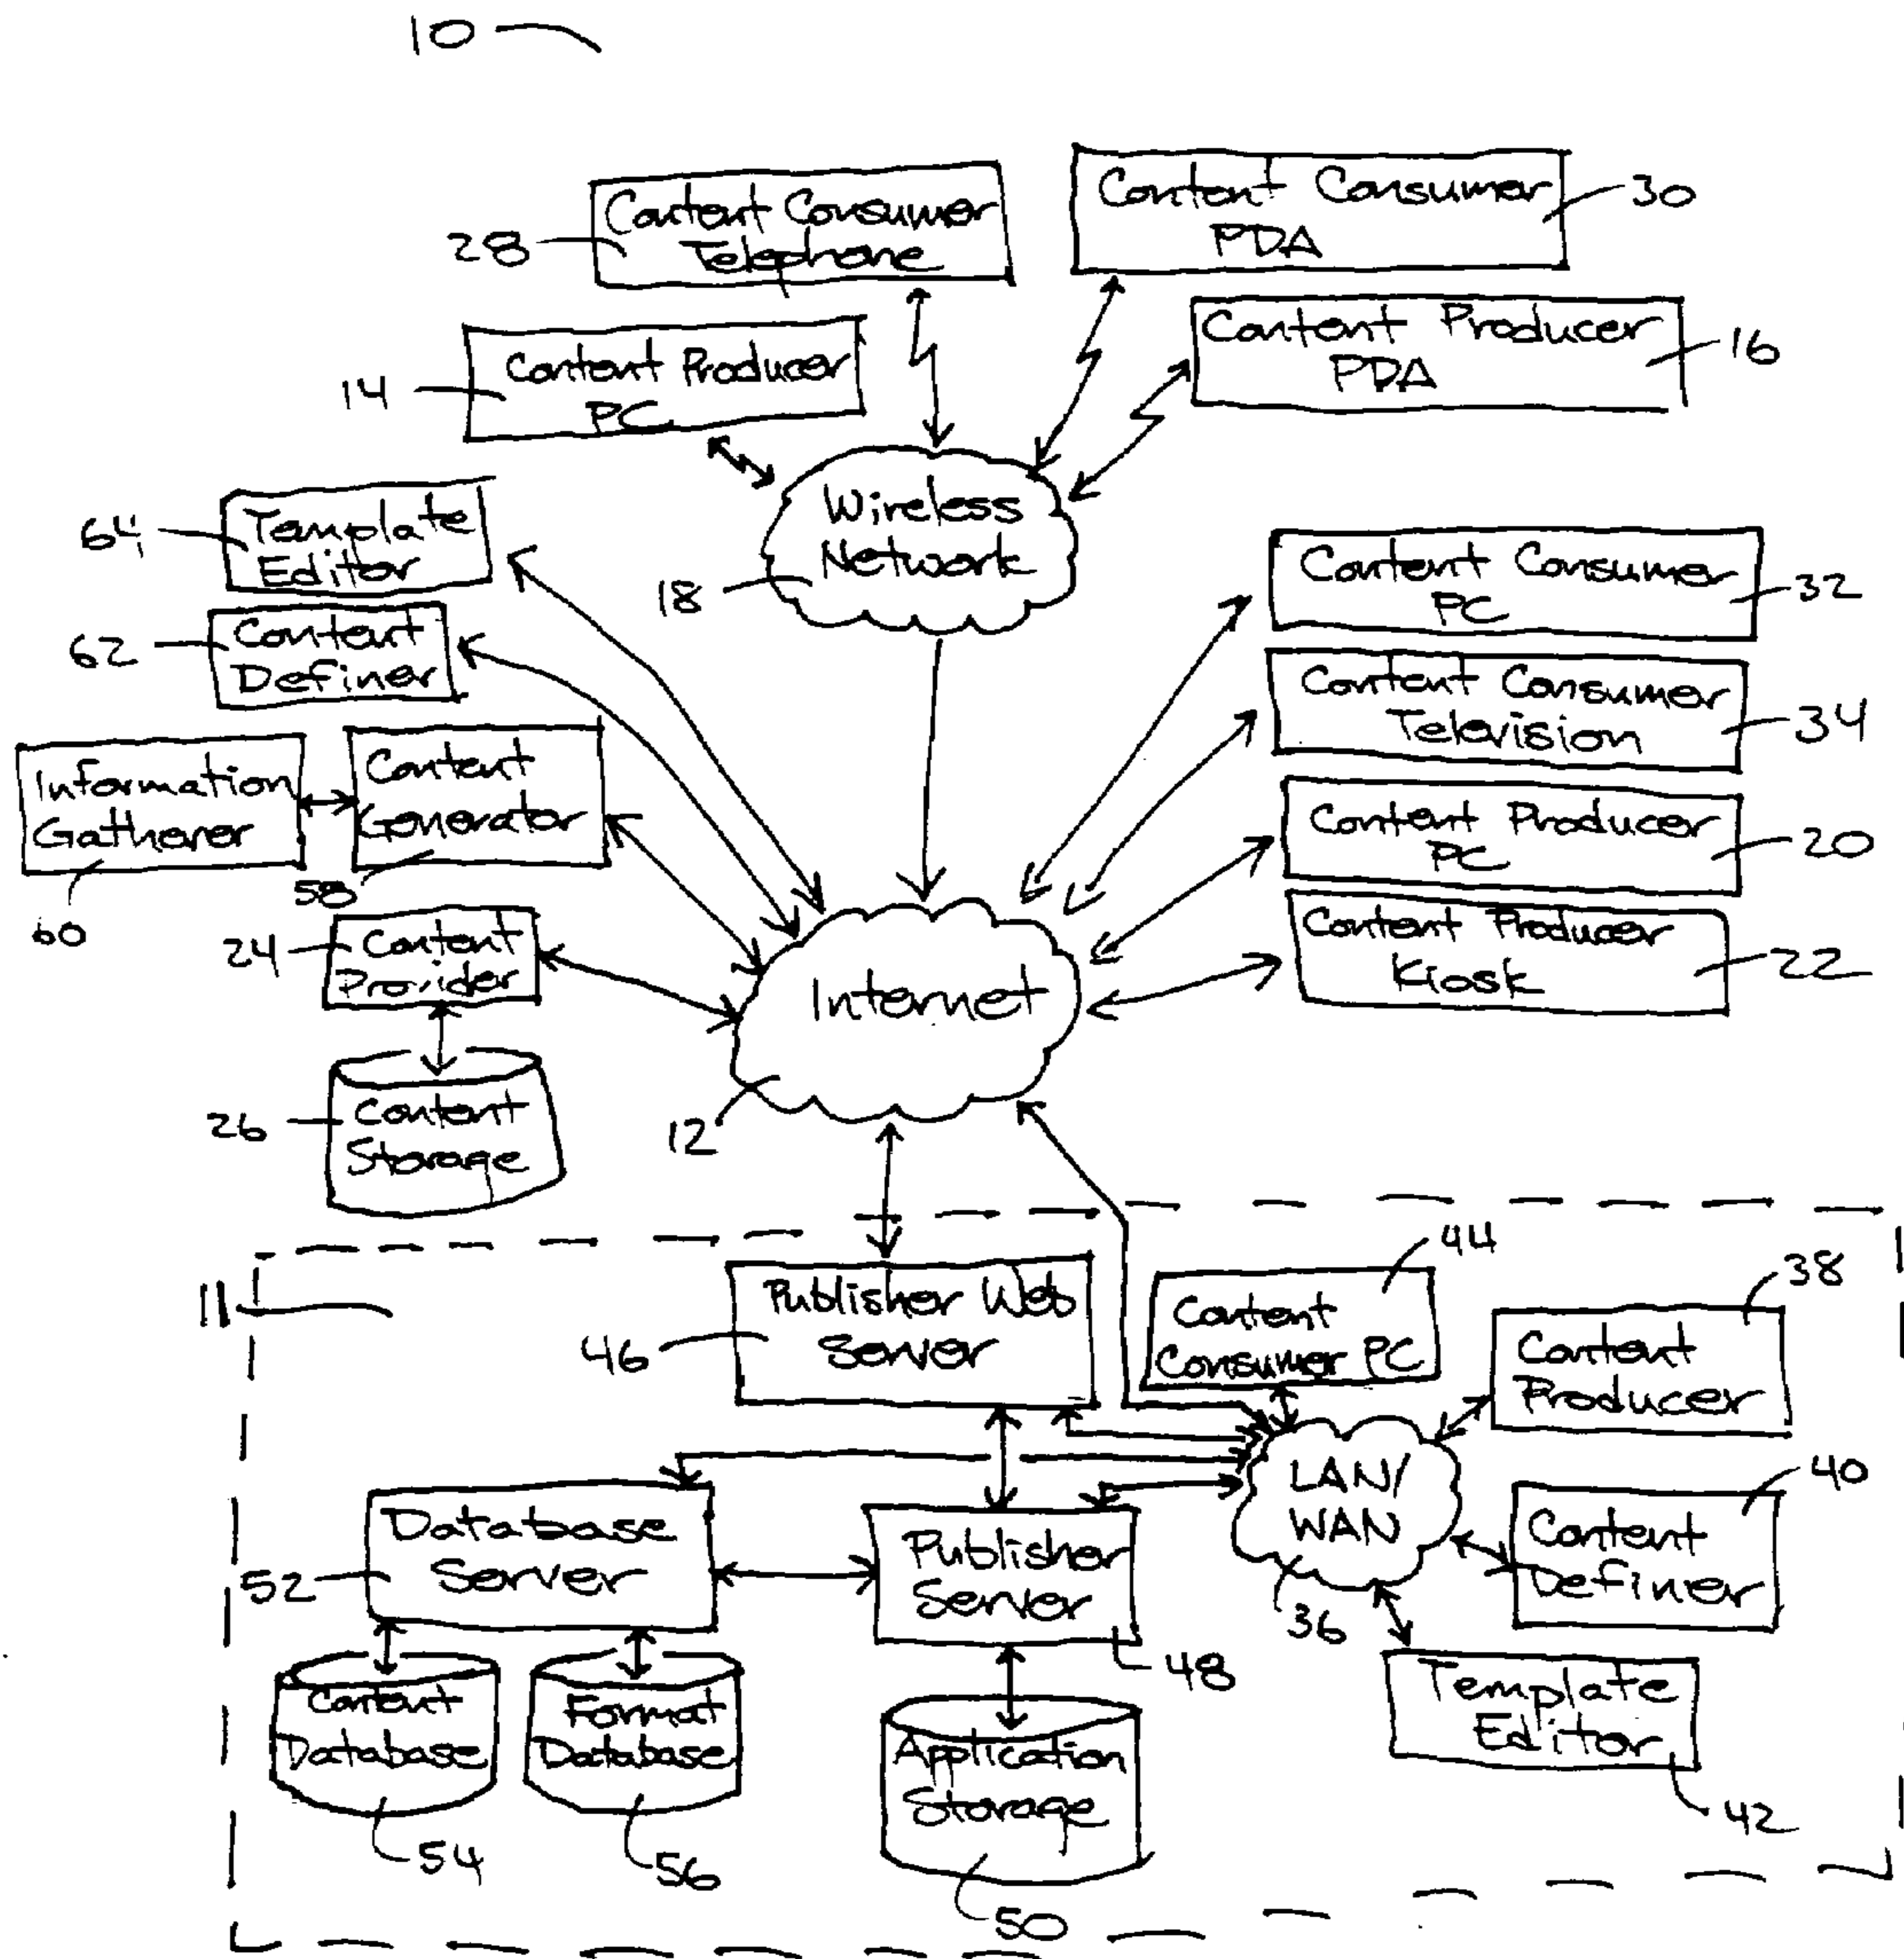 10
Content Consumer
Telephone
28
Content Consumer
PDA
30
Content Producer
PC
14
Content Producer
PDA
16
Wireless
Network
18
Template
Editor
64
Content
Definer
62
Information
Gatherer
60
Content
Generator
58
Content
Provider
24
Content
Storage
26
Content Consumer
PC
32
Content Consumer
Television
34
Content Producer
PC
20
Content Producer
Kiosk
22
Internet
12
11
Publisher Web
Server
46
Content
Consumer PC
44
Content
Producer
38
LAN/
WAN
36
Content
Definer
40
Template
Editor
42
Database
Server
52
Publisher
Server
48
Content
Database
54
Format
Database
56
Application
Storage
50